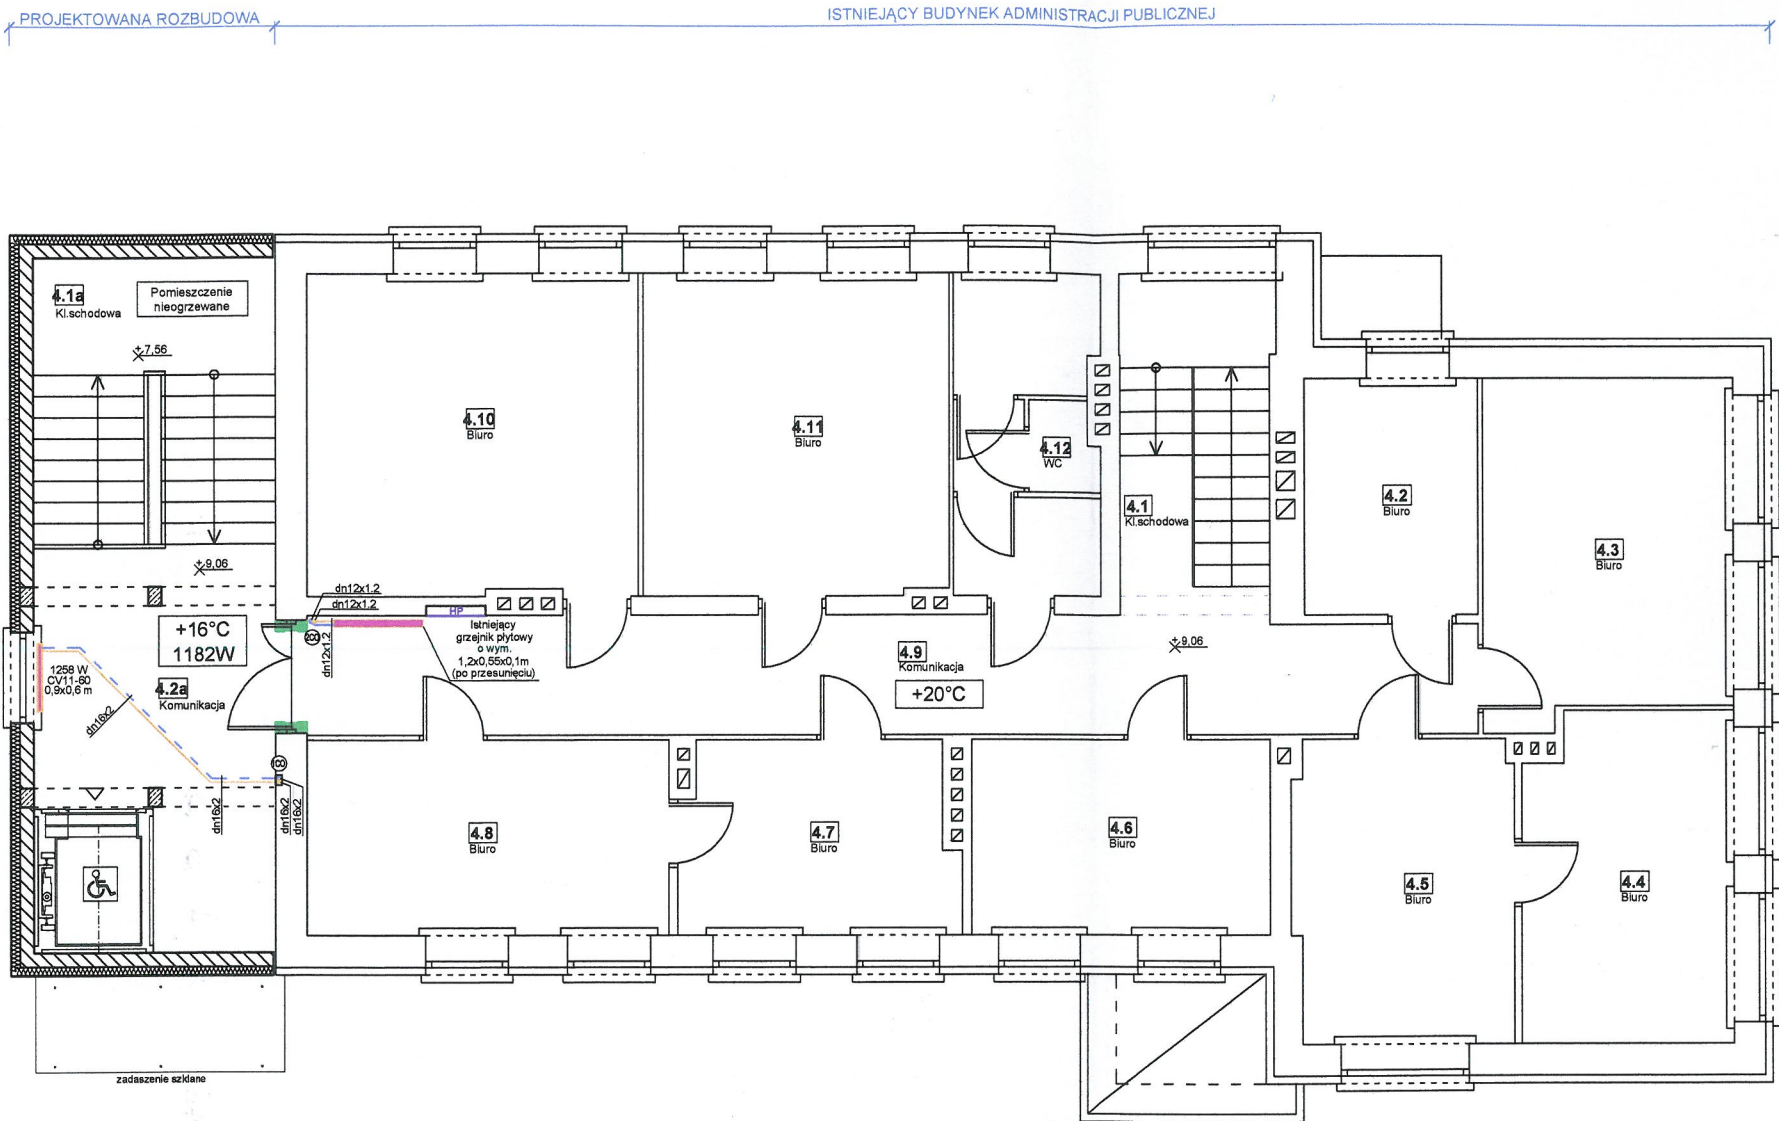 PROJEKTOWANA ROZBUDOWA
ISTNIEJĄCY BUDYNEK ADMINISTRACJI PUBLICZNEJ
4.1a
Kl.schodowa
Pomieszczenie
nieogrzewane
+7,56
4.10
Biuro
4.11
Biuro
4.12
WC
4.1
Kl.schodowa
4.2
Biuro
4.3
Biuro
+9,06
dn12x1.2
dn12x1.2
HP
+16°C
1182W
200
dn12x1.2
Istniejący
grzejnik płytowy
o wym.
1,2x0,55x0,1m
(po przesunięciu)
4.9
Komunikacja
+20°C
+9,06
1258 W
CV11-60
0,9x0,6 m
4.2a
Komunikacja
dn16x2
dn16x2
dn16x2
dn16x2
4.8
Biuro
4.7
Biuro
4.6
Biuro
4.5
Biuro
4.4
Biuro
zadaszenie szklane